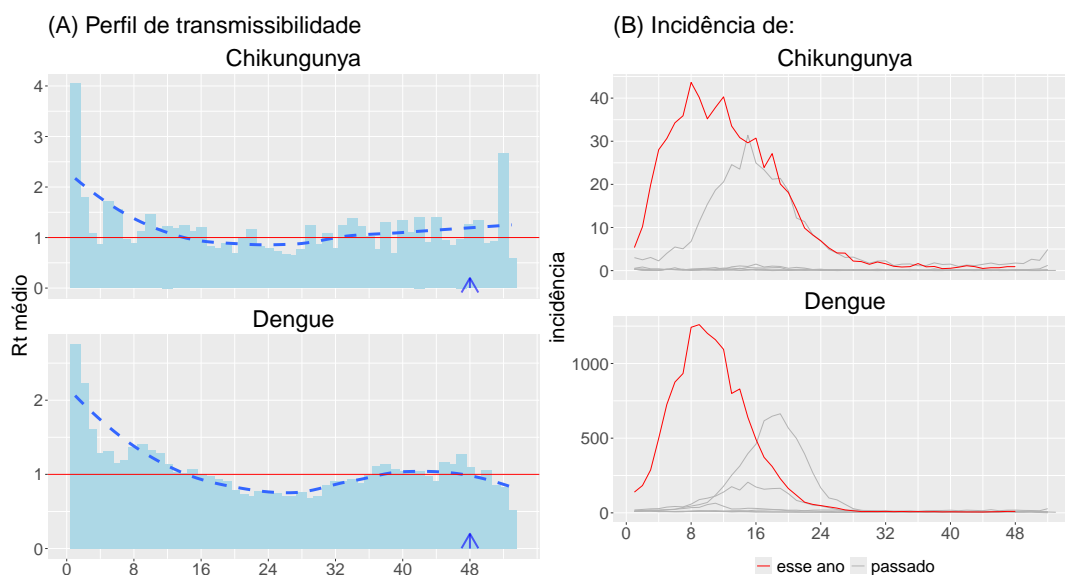 (A) Perfil de transmissibilidade
Chikungunya
4
3
2
1
0
Rt médio
Dengue
2
1
0
0 8 16 24 32 40 48
(B) Incidência de:
Chikungunya
40
30
20
10
0
incidência
Dengue
1000
500
0
0 8 16 24 32 40 48
esse ano passado